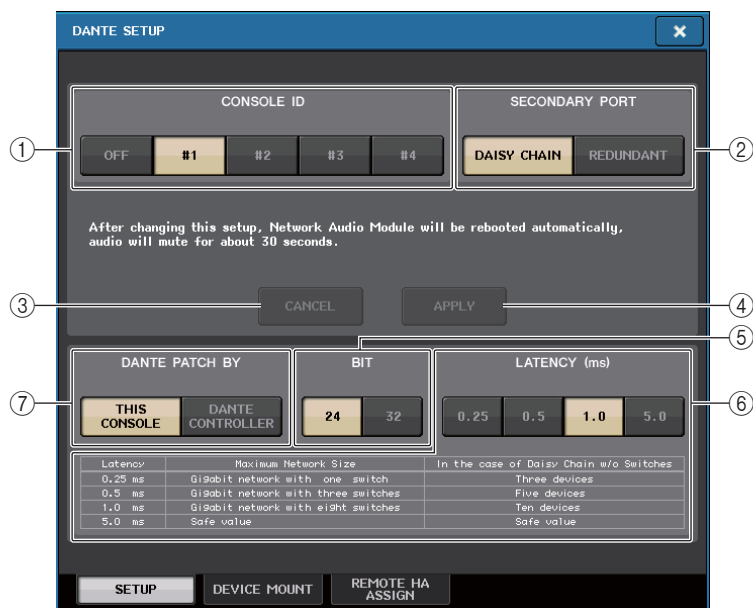 DANTE SETUP
CONSOLE ID
SECONDARY PORT
① OFF #1 #2 #3 #4 DAISY CHAIN REDUNDANT ②
After changing this setup, Network Audio Module will be rebooted automatically,
audio will mute for about 30 seconds.
③ CANCEL APPLY ④
⑤
DANTE PATCH BY BIT LATENCY (ms)
⑦ THIS CONSOLE DANTE CONTROLLER 24 32 0.25 0.5 1.0 5.0 ⑥
Latency Maximum Network Size In the case of Daisy Chain w/o Switches
0.25 ms Gigabit network with one switch Three devices
0.5 ms Gigabit network with three switches Five devices
1.0 ms Gigabit network with eight switches Ten devices
5.0 ms Safe value Safe value
SETUP DEVICE MOUNT REMOTE HA ASSIGN